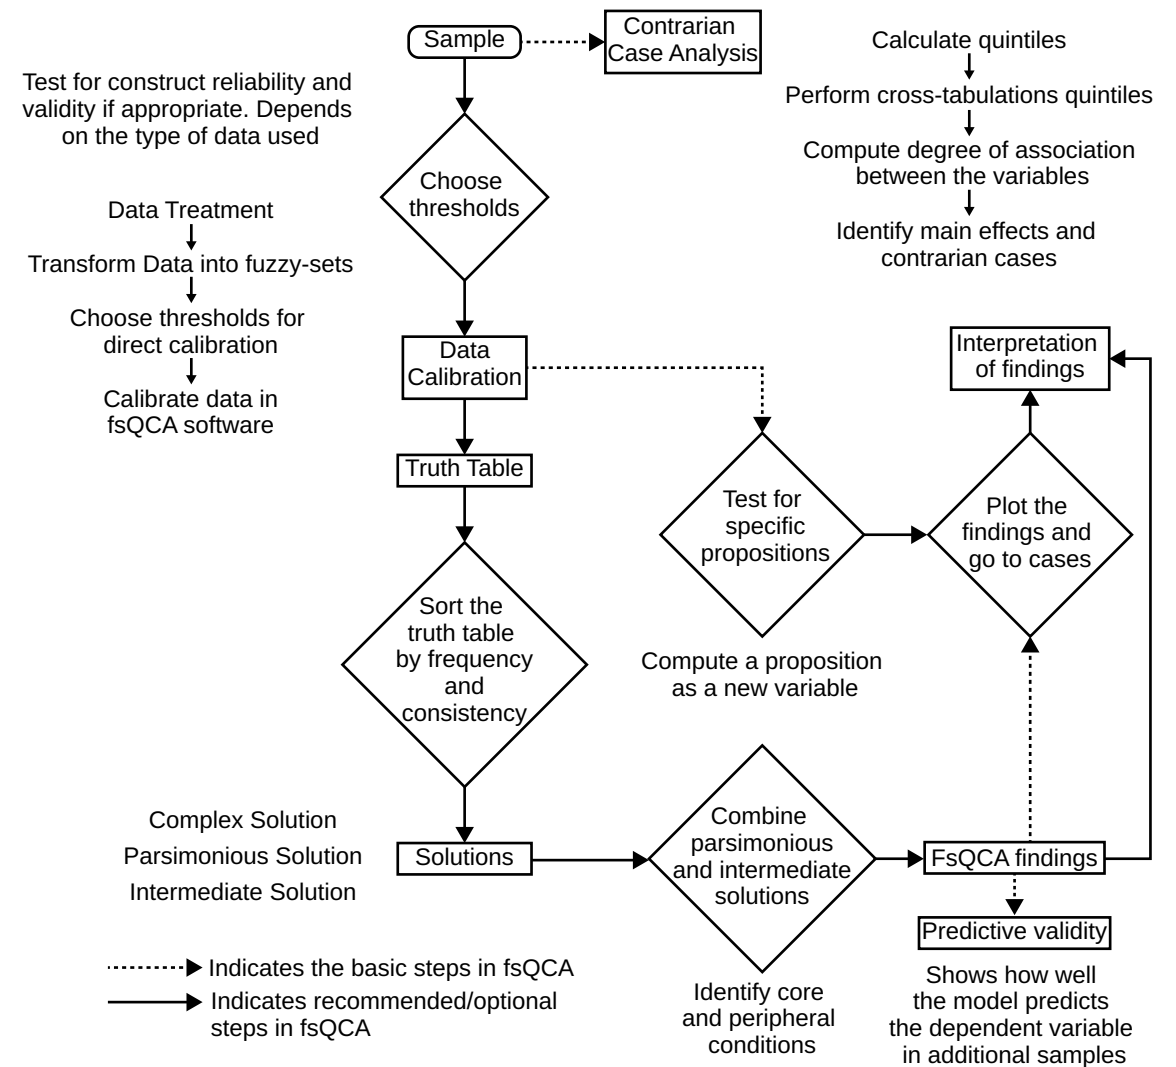 Sample
Contrarian
Case Analysis
Calculate quintiles
Perform cross-tabulations quintiles
Compute degree of association
between the variables
Identify main effects and
contrarian cases
Test for construct reliability and
validity if appropriate. Depends
on the type of data used
Choose
thresholds
Data Treatment
Transform Data into fuzzy-sets
Choose thresholds for
direct calibration
Calibrate data in
fsQCA software
Data
Calibration
Interpretation
of findings
Truth Table
Test for
specific
propositions
Plot the
findings and
go to cases
Sort the
truth table
by frequency
and
consistency
Compute a proposition
as a new variable
Complex Solution
Parsimonious Solution
Intermediate Solution
Solutions
Combine
parsimonious
and intermediate
solutions
FsQCA findings
Predictive validity
Indicates the basic steps in fsQCA
Indicates recommended/optional
steps in fsQCA
Identify core
and peripheral
conditions
Shows how well
the model predicts
the dependent variable
in additional samples